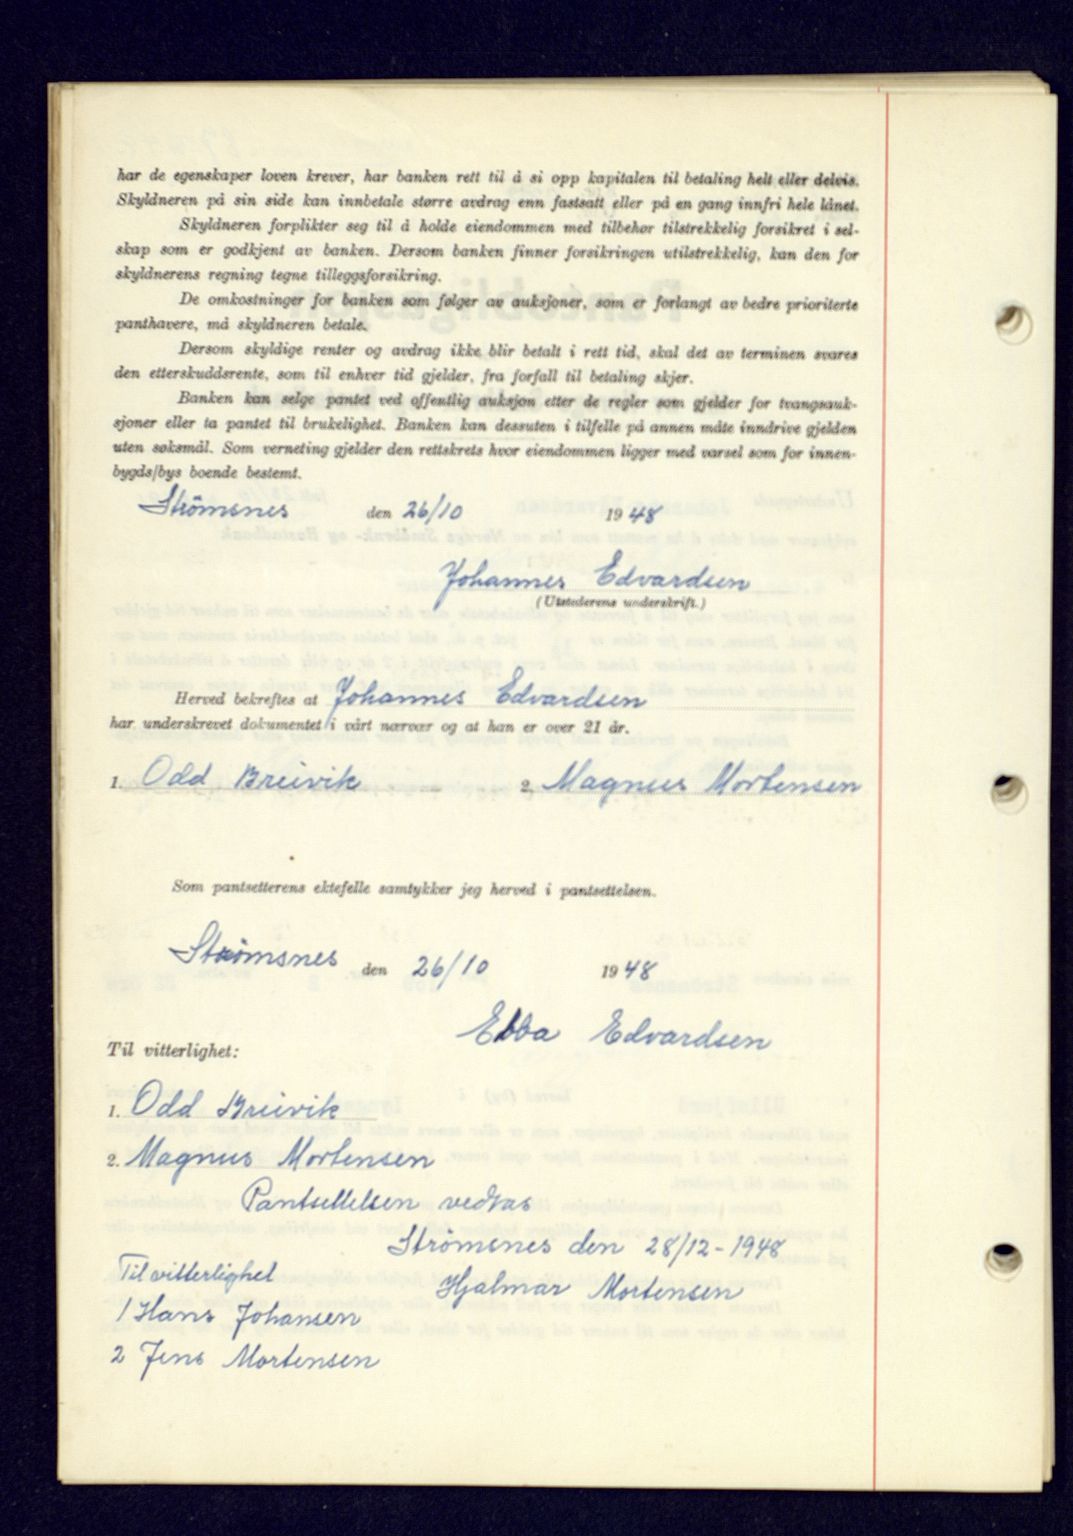 har de egenskaper loven krever, har banken rett til å si opp kapitalen til betaling helt eller delvis.
Skyldneren på sin side kan innbetale større avdrag enn fastsatt eller på en gang innfri hele lånet.
Skyldneren forplikter seg til å holde eiendommen med tilbehør tilstrekkelig forsikret i sel-
skap som er godkjent av banken. Dersom banken finner forsikringen utilstrekkelig, kan den for
skyldnerens regning tegne tilleggsforsikring.
De omkostninger for banken som følger av auksjoner, som er forlangt av bedre prioriterte
panthavere, må skyldneren betale.
Dersom skyldige renter og avdrag ikke blir betalt i rett tid, skal det av terminen svares
den etterskuddsrente, som til enhver tid gjelder, fra forfall til betaling skjer.
Banken kan selge pantet ved offentlig auksjon etter de regler som gjelder for tvangsauk-
sjoner eller ta pantet til brukelighet. Banken kan dessuten i tilfelle på annen måte inndrive gjelden
uten søksmål. Som verneting gjelder den rettskrets hvor eiendommen ligger med varsel som for innen-
bygds/bys boende bestemt.
Strömsnes den 26/10 1948
Johannes Edvardsen
(Utstederens underskrift.)
Herved bekreftes at Johannes Edvardsen
har underskrevet dokumentet i vårt nærvær og at han er over 21 år.
1. Odd Breivik 2. Magnus Mortensen
Som pantsetterens ektefelle samtykker jeg herved i pantsettelsen.
Strömsnes den 26/10 1948
Ebba Edvardsen
Til vitterlighet:
1. Odd Breivik
2. Magnus Mortensen
Pantsettelsen vedtas
Strömsnes den 28/12-1948
Til vitterlighet
Hjalmar Mortensen
1 Hans Johansen
2 Jens Mortensen